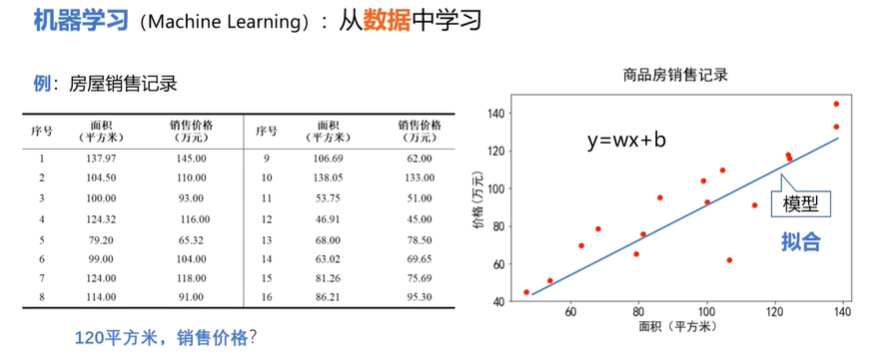 机器学习（Machine Learning）：从数据中学习
例：房屋销售记录
序号 面积（平方米） 销售价格（万元） 序号 面积（平方米） 销售价格（万元）
1 137.97 145.00 9 106.69 62.00
2 104.50 110.00 10 138.05 133.00
3 100.00 93.00 11 53.75 51.00
4 124.32 116.00 12 46.91 45.00
5 79.20 65.32 13 68.00 78.50
6 99.00 104.00 14 63.02 69.65
7 124.00 118.00 15 81.26 75.69
8 114.00 91.00 16 86.21 95.30
120平方米，销售价格？
商品房销售记录
y=wx+b
模型
拟合
价格(万元)
140
120
100
80
60
40
60 80 100 120 140
面积（平方米）